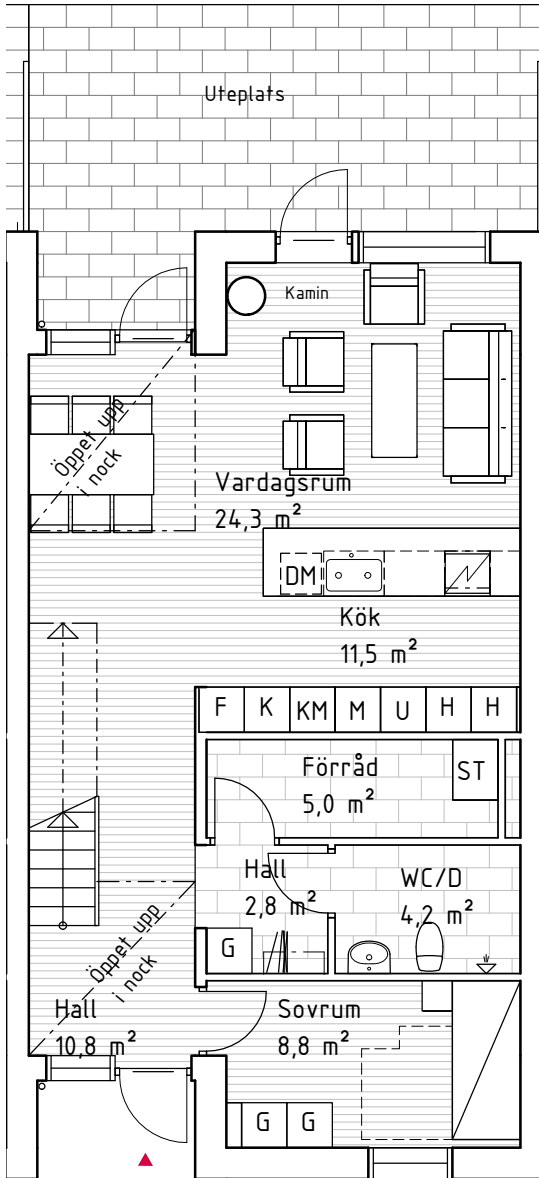 Uteplats
Kamin
Öppet upp
i nock
Vardagsrum
24,3 m²
DM
Kök
11,5 m²
F K KM M U H H
Förråd
5,0 m²
ST
Hall
2,8 m²
WC/D
4,2 m²
G
Öppet upp
i nock
Hall
10,8 m²
Sovrum
8,8 m²
G G